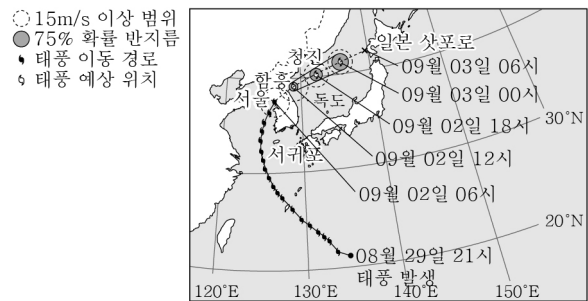 15m/s 이상 범위
75% 확률 반지름
태풍 이동 경로
태풍 예상 위치
일본 삿포로
청진
함흥
서울
독도
서귀포
09월 03일 06시
09월 03일 00시
09월 02일 18시
09월 02일 12시
09월 02일 06시
08월 29일 21시
태풍 발생
30°N
20°N
120°E
130°E
140°E
150°E